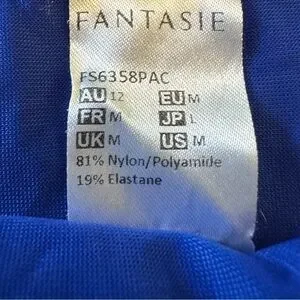 FANTASIE
FS6358PAC
AU 12 EU M
FR M JP L
UK M US M
81% Nylon/Polyamide
19% Elastane